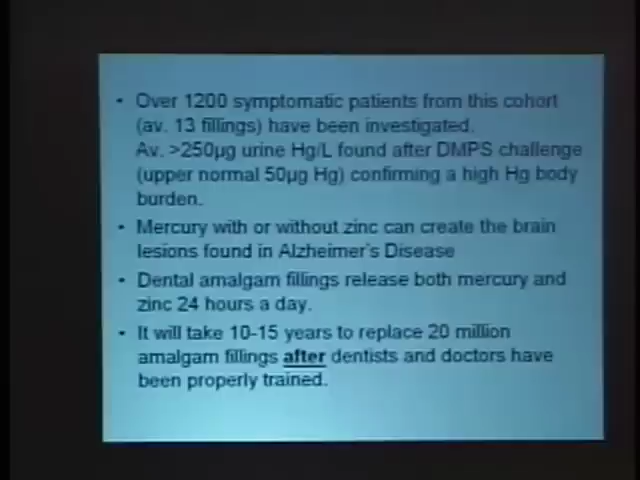 • Over 1200 symptomatic patients from this cohort
(av. 13 fillings) have been investigated.
Av. >250µg urine Hg/L found after DMPS challenge
(upper normal 50µg Hg) confirming a high Hg body
burden.
• Mercury with or without zinc can create the brain
lesions found in Alzheimer's Disease
• Dental amalgam fillings release both mercury and
zinc 24 hours a day.
• It will take 10-15 years to replace 20 million
amalgam fillings after dentists and doctors have
been properly trained.